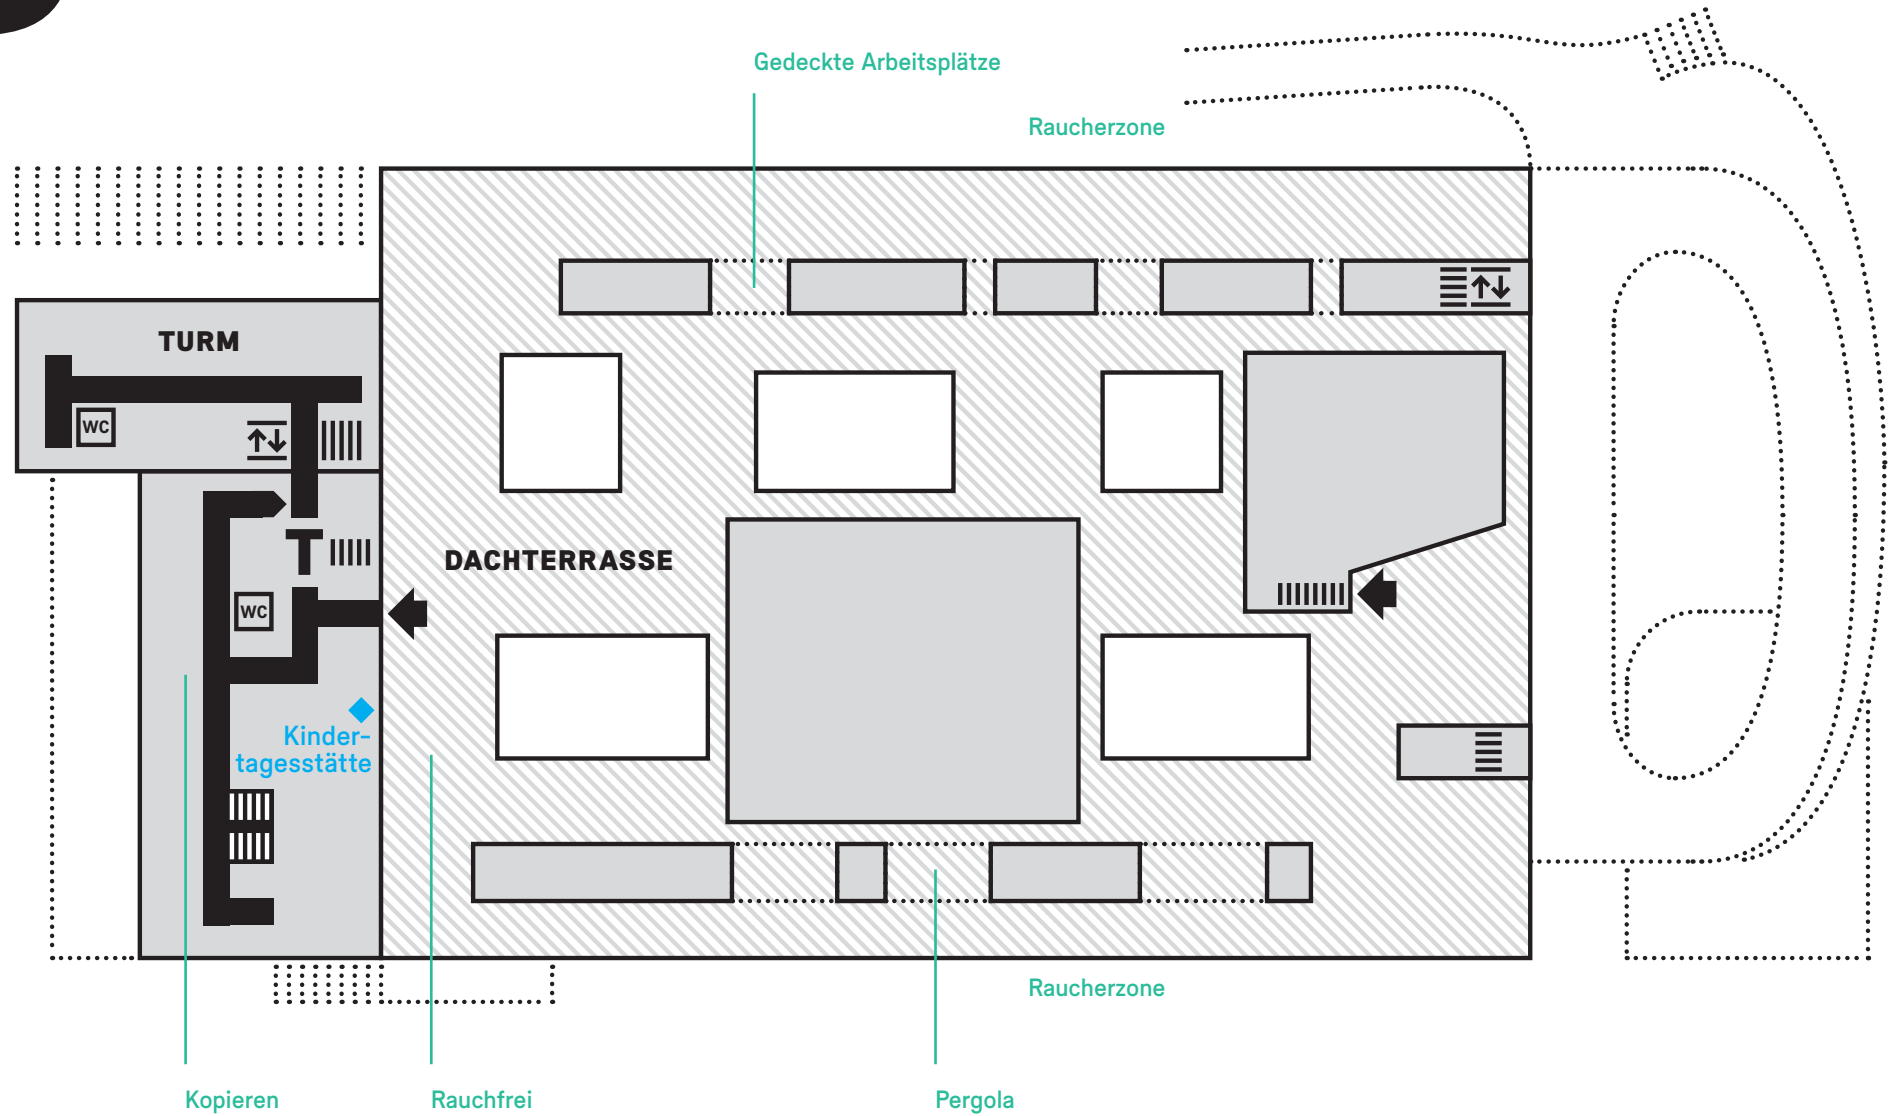 Gedeckte Arbeitsplätze
Raucherzone
TURM
WC
DACHTERRASSE
WC
Kinder-
tagesstätte
Raucherzone
Kopieren
Rauchfrei
Pergola